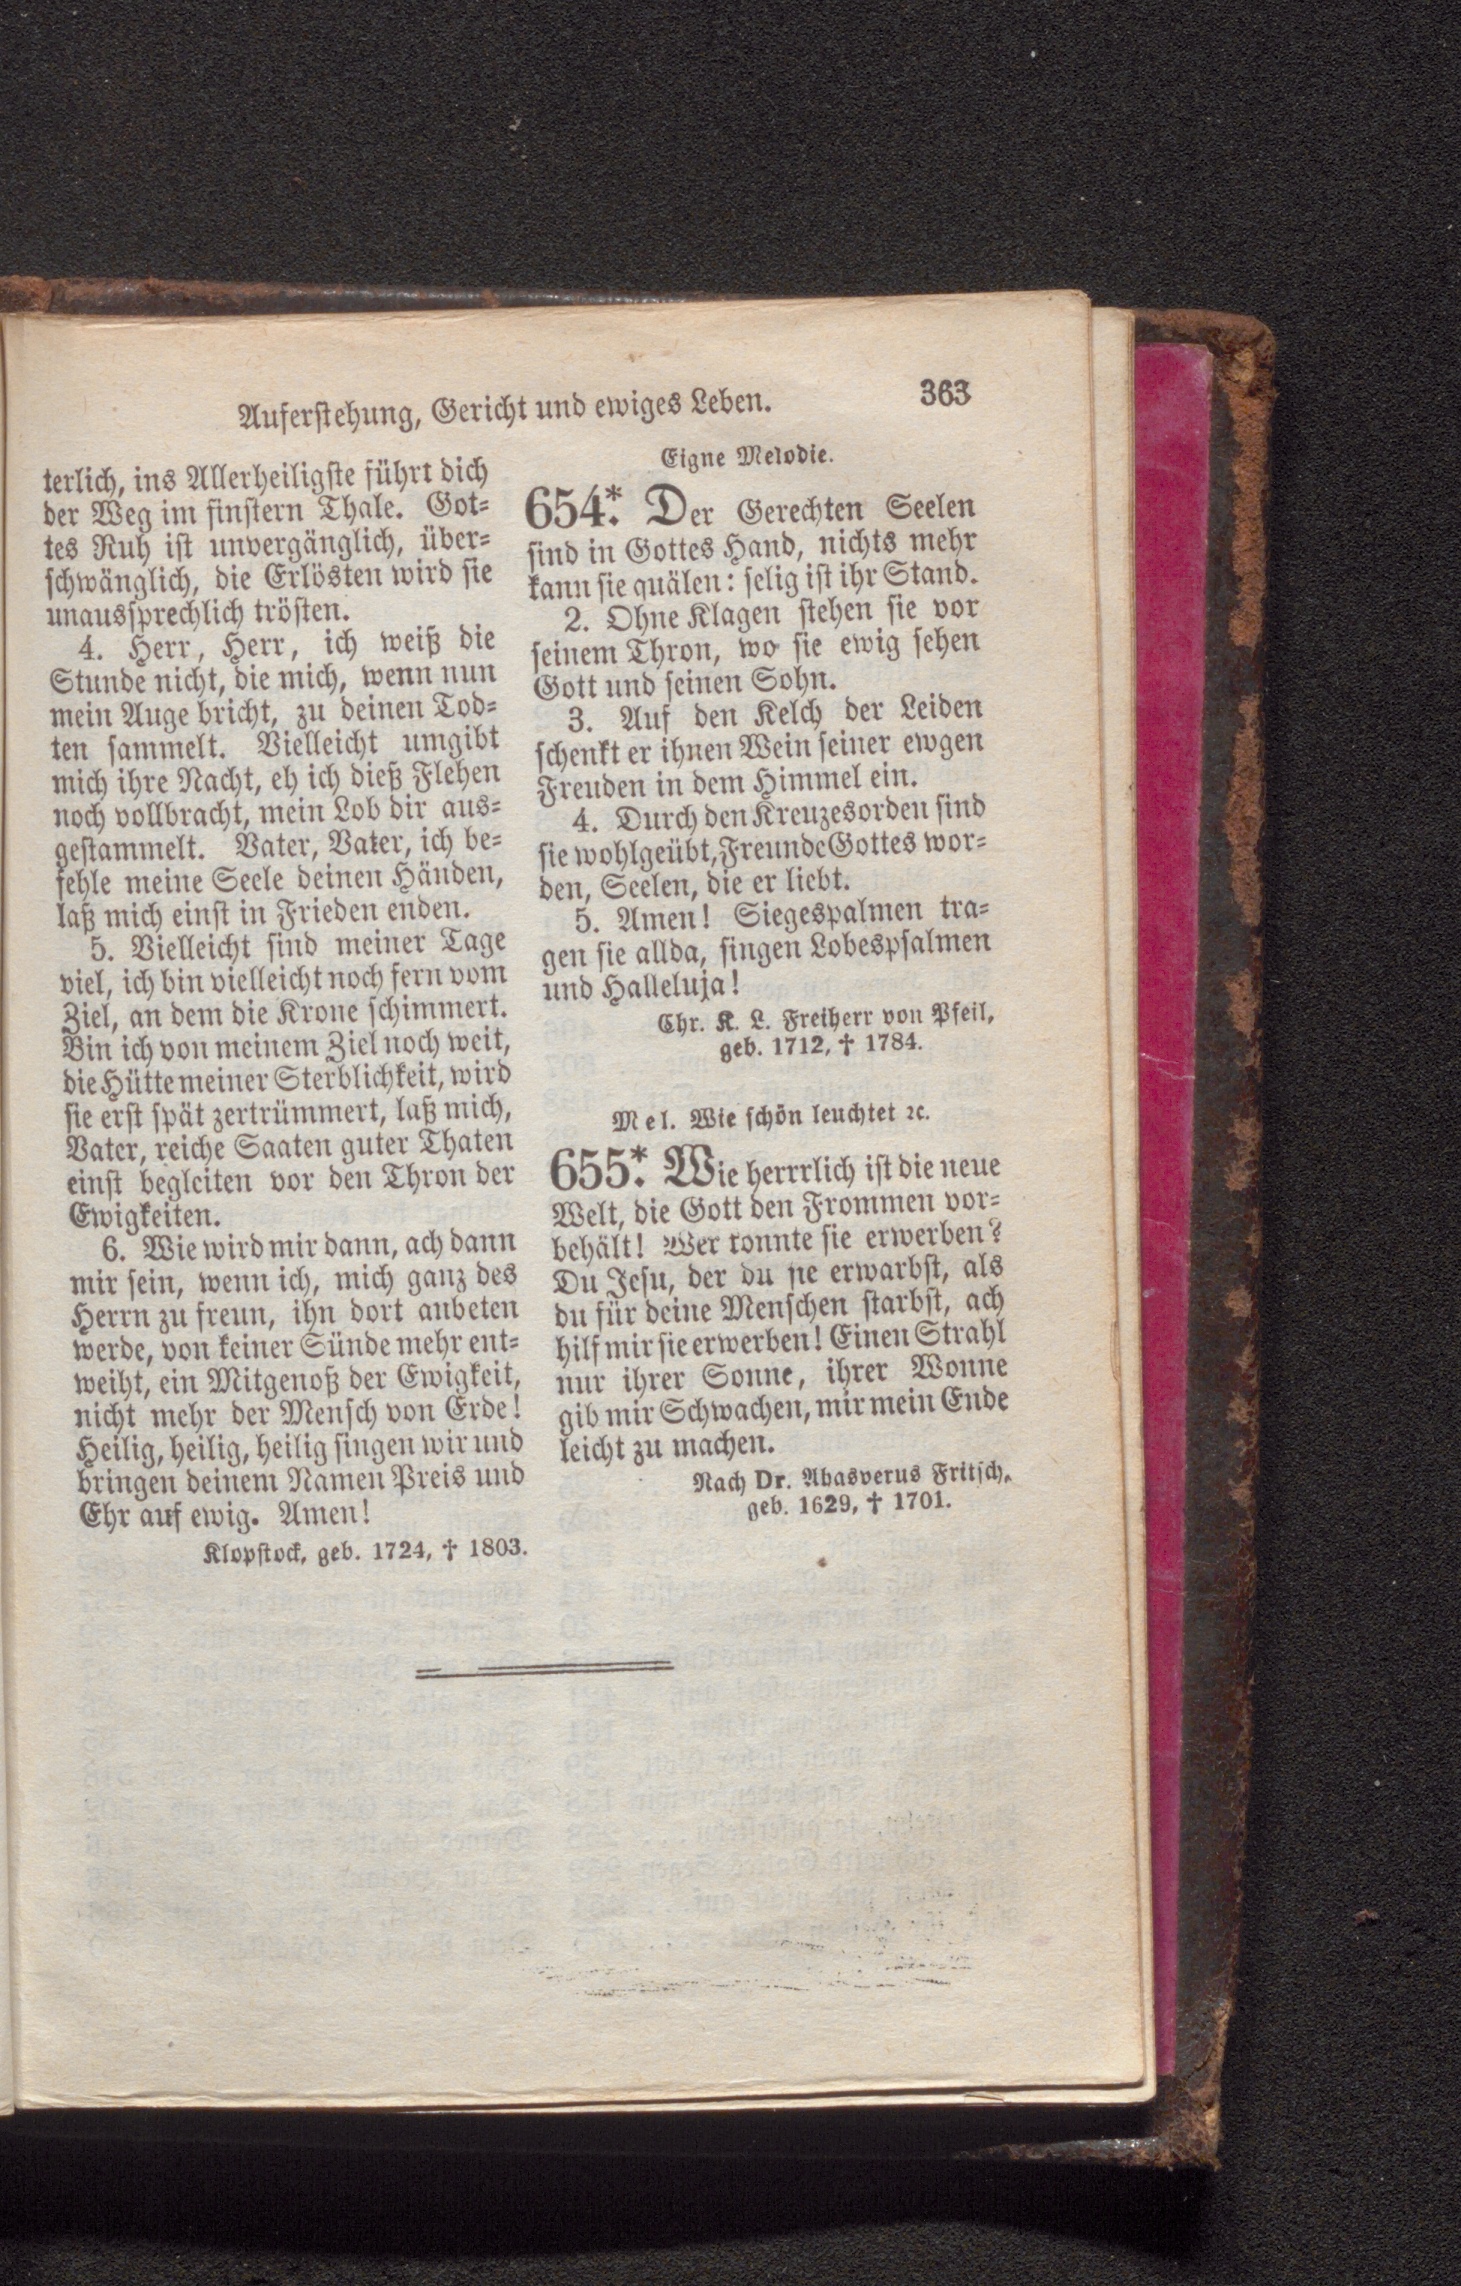 Auferstehung, Gericht und ewiges Leben.
363
terlich, ins Allerheiligste führt dich
der Weg im finstern Thale. Got-
tes Ruh ist unvergänglich, über-
schwänglich, die Erlösten wird sie
unaussprechlich trösten.
4. Herr, Herr, ich weiß die
Stunde nicht, die mich, wenn nun
mein Auge bricht, zu deinen Tod-
ten sammelt. Vielleicht umgibt
mich ihre Nacht, eh ich dieß Flehen
noch vollbracht, mein Lob dir aus-
gestammelt. Vater, Vater, ich be-
fehle meine Seele deinen Händen,
laß mich einst in Frieden enden.
5. Vielleicht sind meiner Tage
viel, ich bin vielleicht noch fern vom
Ziel, an dem die Krone schimmert.
Bin ich von meinem Ziel noch weit,
die Hütte meiner Sterblichkeit, wird
sie erst spät zertrümmert, laß mich,
Vater, reiche Saaten guter Thaten
einst begleiten vor den Thron der
Ewigkeiten.
6. Wie wird mir dann, ach dann
mir sein, wenn ich, mich ganz des
Herrn zu freun, ihn dort anbeten
werde, von keiner Sünde mehr ent-
weiht, ein Mitgenoß der Ewigkeit,
nicht mehr der Mensch von Erde!
Heilig, heilig, heilig singen wir und
bringen deinem Namen Preis und
Ehr auf ewig. Amen!
Klopstock, geb. 1724, † 1803.
Eigne Melodie.
654.* Der Gerechten Seelen
sind in Gottes Hand, nichts mehr
kann sie quälen: selig ist ihr Stand.
2. Ohne Klagen stehen sie vor
seinem Thron, wo sie ewig sehen
Gott und seinen Sohn.
3. Auf den Kelch der Leiden
schenkt er ihnen Wein seiner ewgen
Freuden in dem Himmel ein.
4. Durch den Kreuzesorden sind
sie wohlgeübt, Freunde Gottes wor-
den, Seelen, die er liebt.
5. Amen! Siegespalmen tra-
gen sie allda, singen Lobespsalmen
und Halleluja!
Chr. K. L. Freiherr von Pfeil,
geb. 1712, † 1784.
Mel. Wie schön leuchtet ꝛc.
655.* Wie herrrlich ist die neue
Welt, die Gott den Frommen vor-
behält! Wer konnte sie erwerben?
Du Jesu, der du sie erwarbst, als
du für deine Menschen starbst, ach
hilf mir sie erwerben! Einen Strahl
nur ihrer Sonne, ihrer Wonne
gib mir Schwachen, mir mein Ende
leicht zu machen.
Nach Dr. Ahasverus Fritsch,
geb. 1629, † 1701.